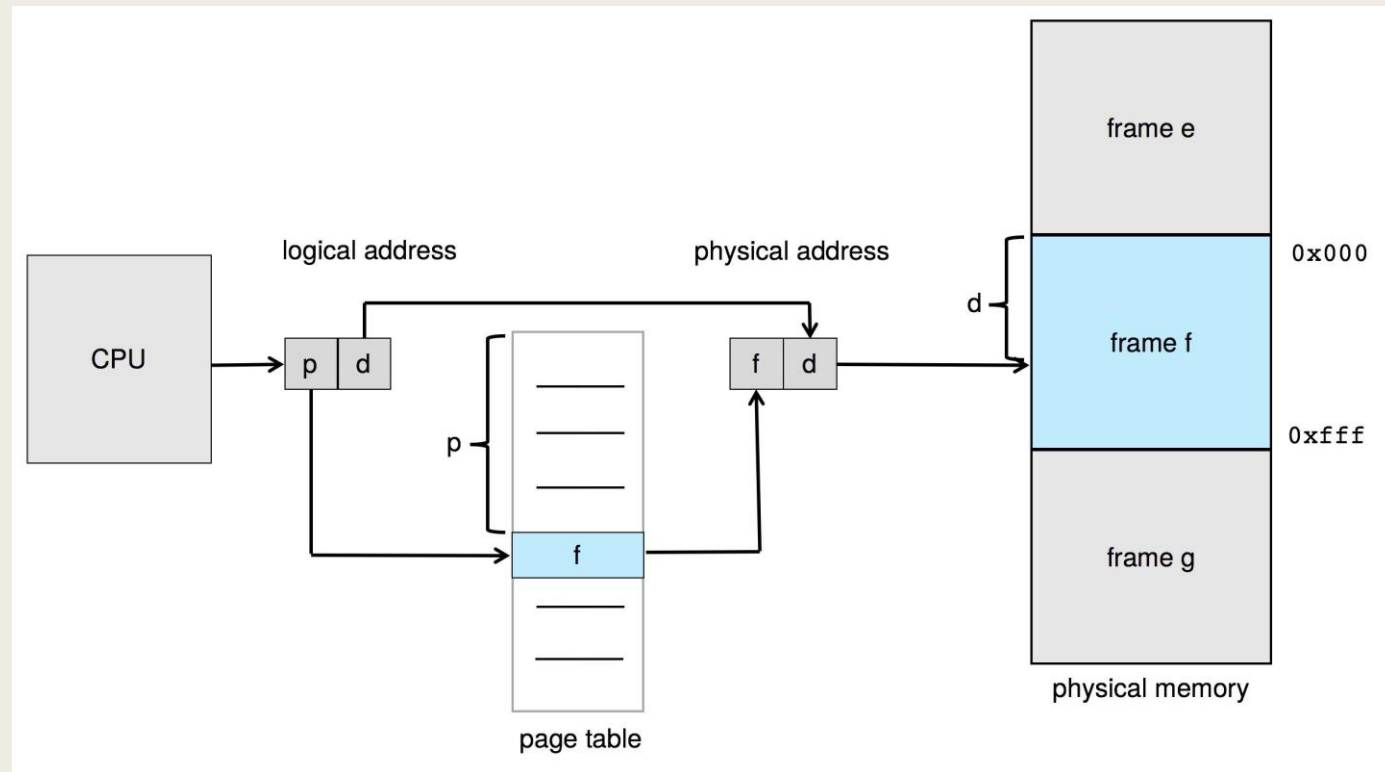 frame e
logical address
physical address
0x000
d
CPU
p d
f d
frame f
p
0xfff
f
frame g
physical memory
page table